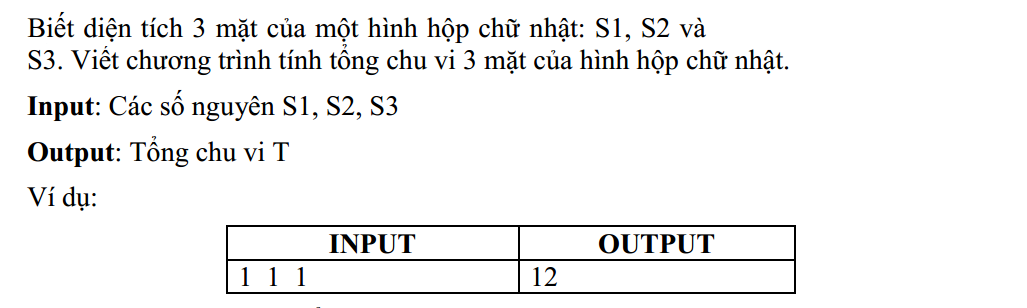 Biết diện tích 3 mặt của một hình hộp chữ nhật: S1, S2 và
S3. Viết chương trình tính tổng chu vi 3 mặt của hình hộp chữ nhật.
Input: Các số nguyên S1, S2, S3
Output: Tổng chu vi T
Ví dụ:
INPUT OUTPUT
1 1 1 12